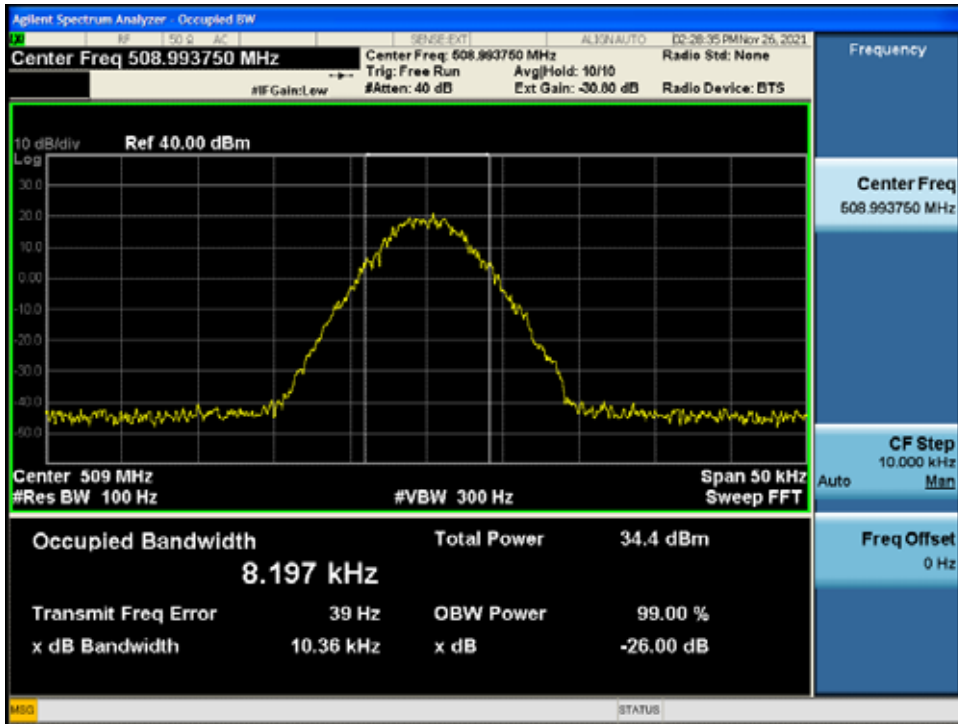 Agilent Spectrum Analyzer - Occupied BW
LXI RF 50 Ω AC SENSE:EXT ALIGN AUTO 02:28:35 PM Nov 26, 2021
Center Freq 508.993750 MHz
Center Freq: 508.993750 MHz
Radio Std: None
Trig: Free Run Avg|Hold: 10/10
#IFGain:Low #Atten: 40 dB Ext Gain: -30.80 dB Radio Device: BTS
10 dB/div Ref 40.00 dBm
Log
30.0
20.0
10.0
0.00
-10.0
-20.0
-30.0
-40.0
-50.0
Center 509 MHz Span 50 kHz
#Res BW 100 Hz #VBW 300 Hz Sweep FFT
Occupied Bandwidth Total Power 34.4 dBm
8.197 kHz
Transmit Freq Error 39 Hz OBW Power 99.00 %
x dB Bandwidth 10.36 kHz x dB -26.00 dB
MSG STATUS
Frequency
Center Freq
508.993750 MHz
CF Step
10.000 kHz
Auto Man
Freq Offset
0 Hz